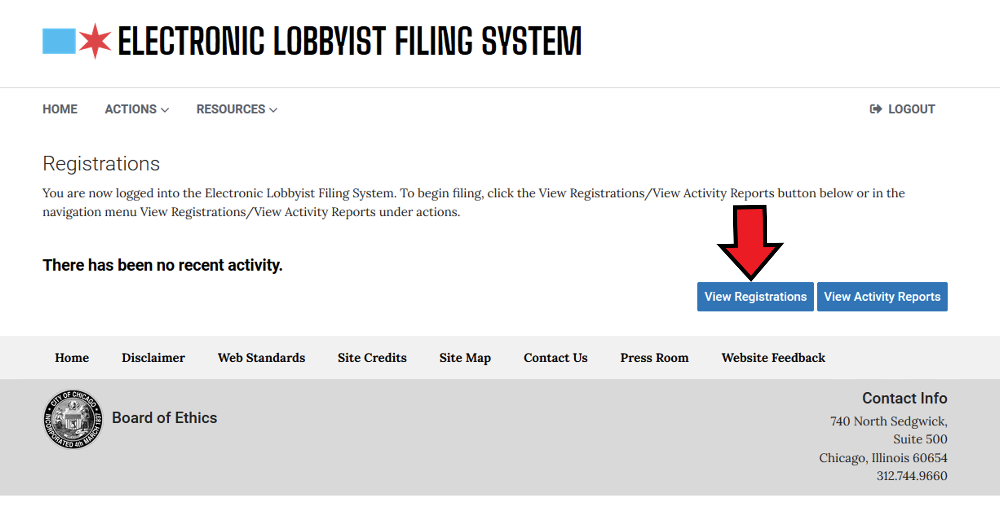 ELECTRONIC LOBBYIST FILING SYSTEM
HOME ACTIONS RESOURCES LOGOUT
Registrations
You are now logged into the Electronic Lobbyist Filing System. To begin filing, click the View Registrations/View Activity Reports button below or in the
navigation menu View Registrations/View Activity Reports under actions.
There has been no recent activity.
View Registrations View Activity Reports
Home Disclaimer Web Standards Site Credits Site Map Contact Us Press Room Website Feedback
CITY OF CHICAGO
INCORPORATED 4th MARCH 1837
Board of Ethics
Contact Info
740 North Sedgwick,
Suite 500
Chicago, Illinois 60654
312.744.9660